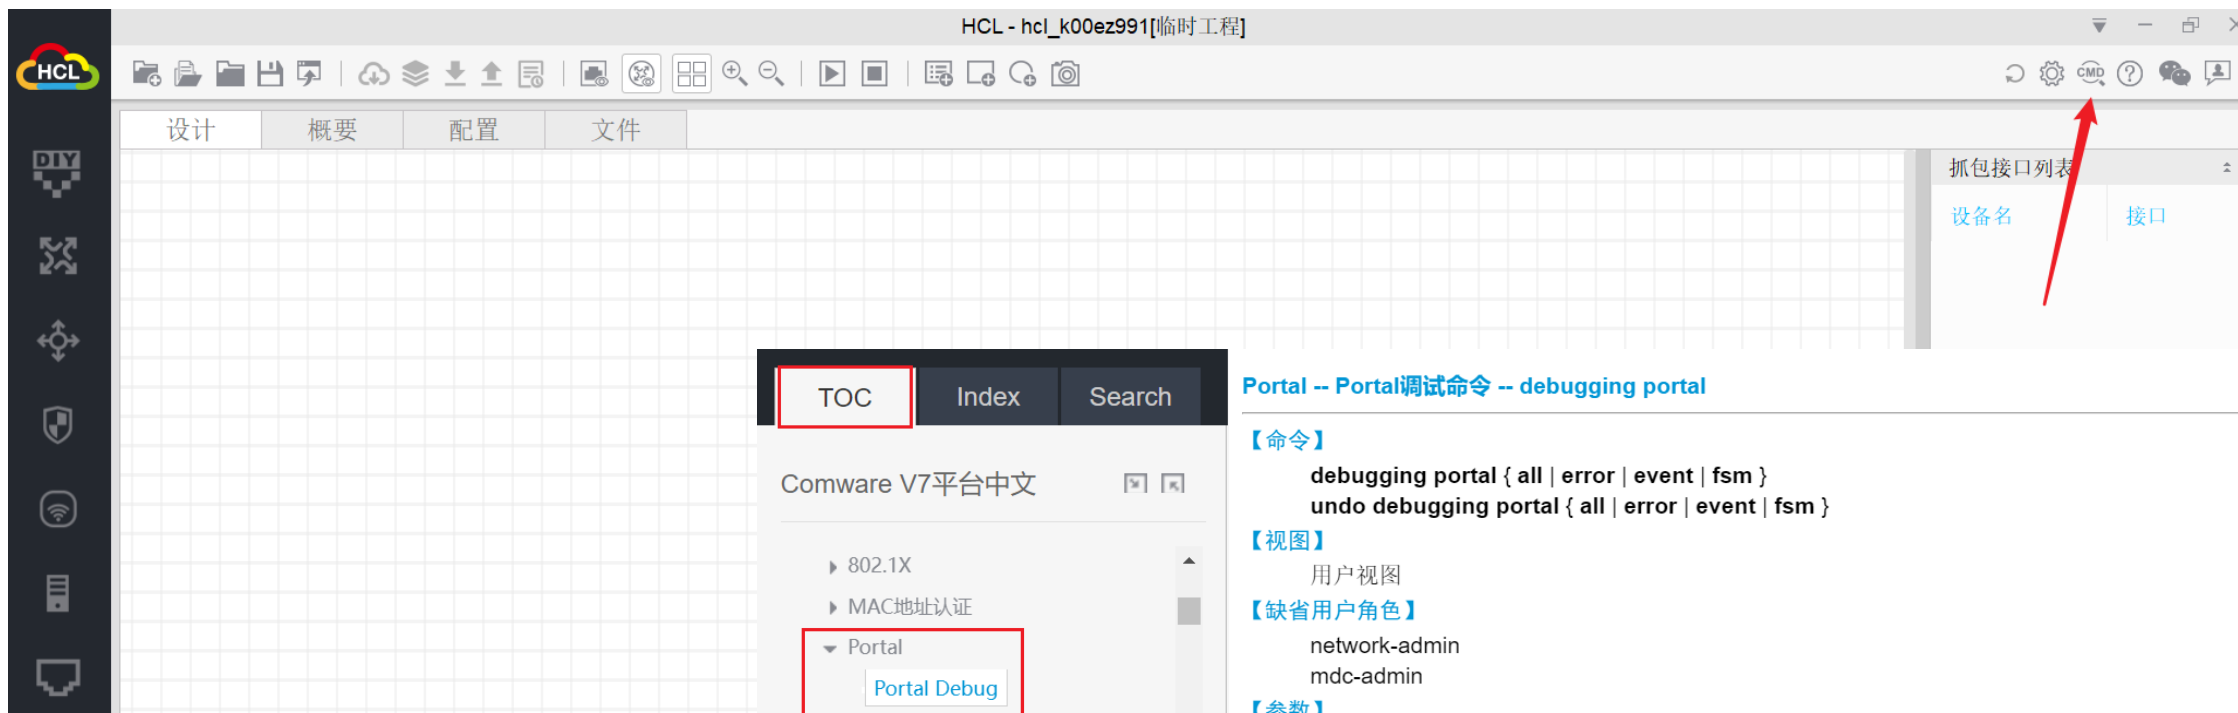 HCL - hcl_k00ez991[临时工程]
HCL
CMD
设计 概要 配置 文件
DIY
抓包接口列表
设备名 接口
TOC Index Search
Comware V7平台中文
802.1X
MAC地址认证
Portal
Portal Debug
Portal -- Portal调试命令 -- debugging portal
【命令】
debugging portal { all | error | event | fsm }
undo debugging portal { all | error | event | fsm }
【视图】
用户视图
【缺省用户角色】
network-admin
mdc-admin
【参数】